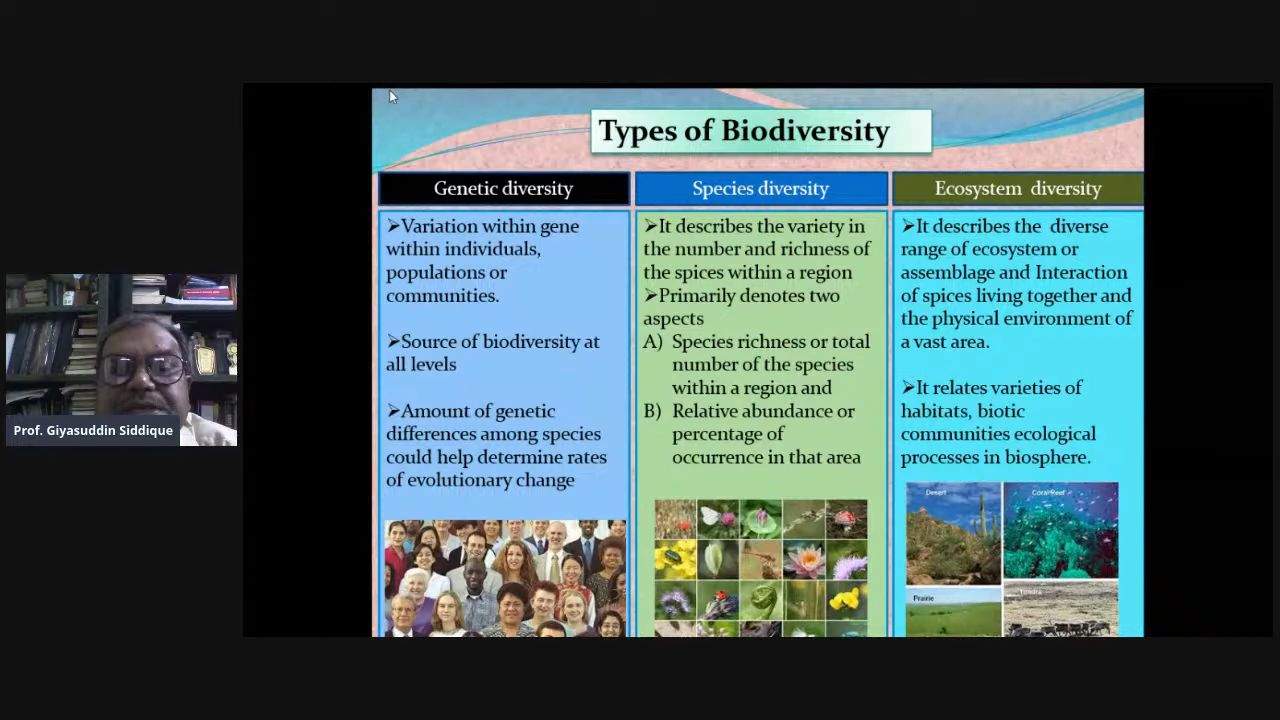 Types of Biodiversity
Genetic diversity
Species diversity
Ecosystem diversity
➢Variation within gene
within individuals,
populations or
communities.
➢Source of biodiversity at
all levels
➢Amount of genetic
differences among species
could help determine rates
of evolutionary change
➢It describes the variety in
the number and richness of
the spices within a region
➢Primarily denotes two
aspects
A) Species richness or total
number of the species
within a region and
B) Relative abundance or
percentage of
occurrence in that area
➢It describes the diverse
range of ecosystem or
assemblage and Interaction
of spices living together and
the physical environment of
a vast area.
➢It relates varieties of
habitats, biotic
communities ecological
processes in biosphere.
Desert
Coral Reef
Prairie
Tundra
Prof. Giyasuddin Siddique